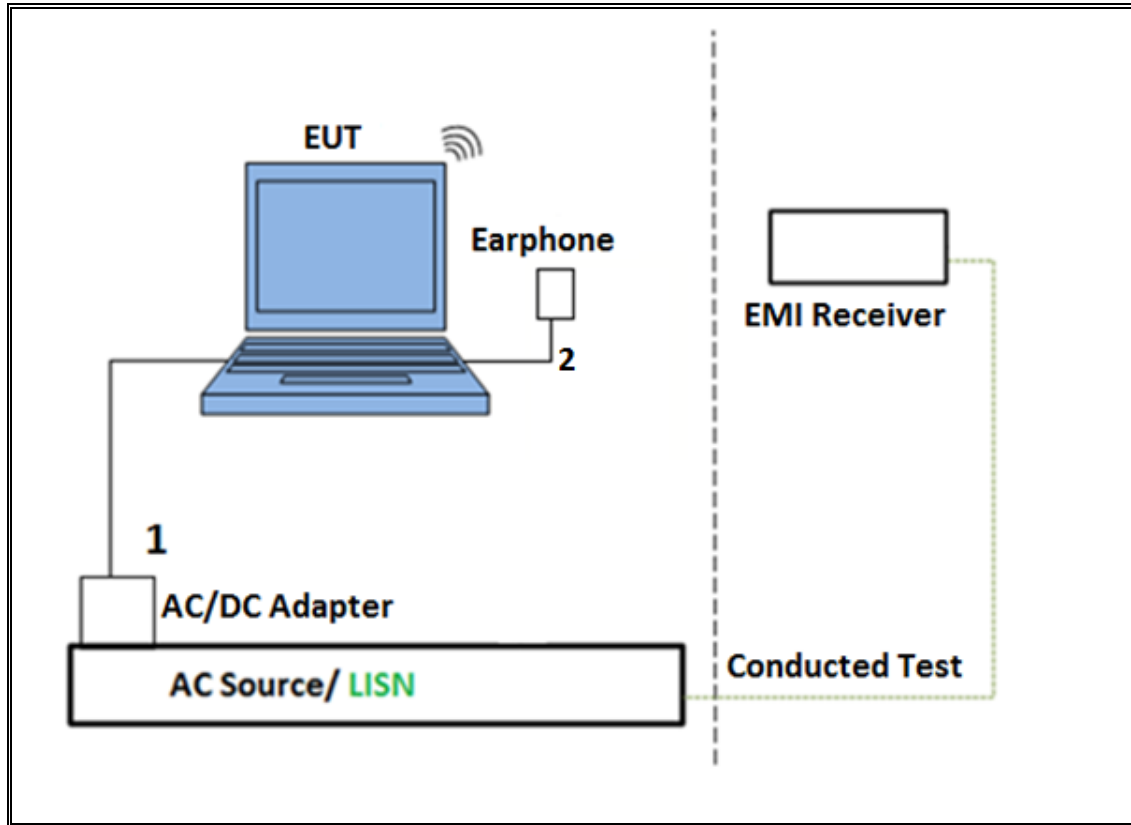 EUT
Earphone
2
EMI Receiver
1
AC/DC Adapter
AC Source/ LISN
Conducted Test